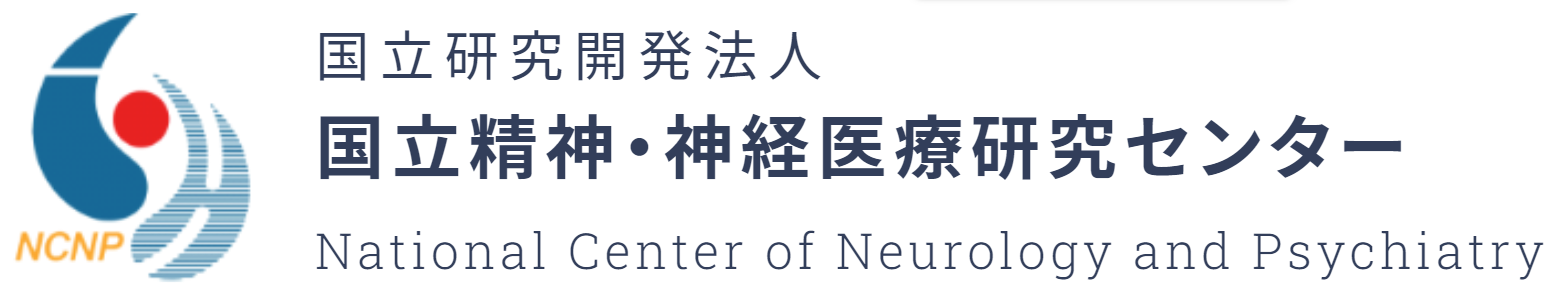 国立研究開発法人
国立精神・神経医療研究センター
National Center of Neurology and Psychiatry
NCNP